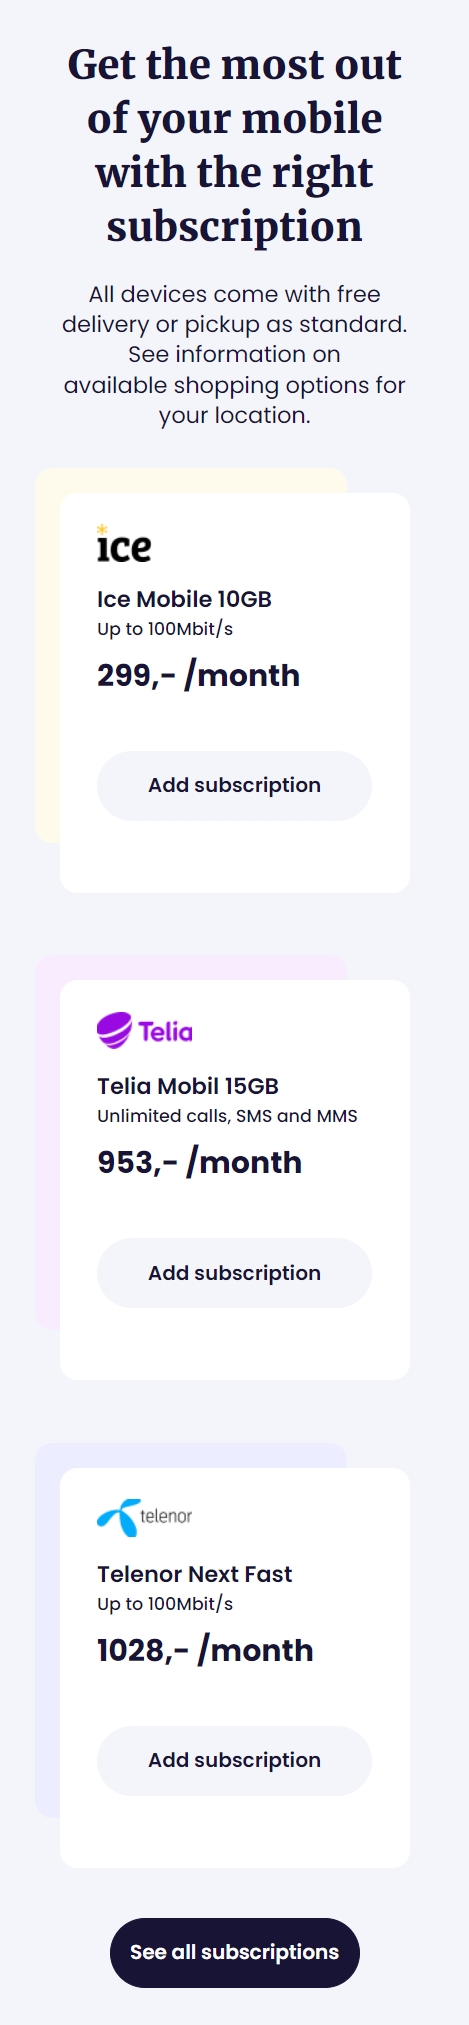 Get the most out
of your mobile
with the right
subscription
All devices come with free
delivery or pickup as standard.
See information on
available shopping options for
your location.
ice
Ice Mobile 10GB
Up to 100Mbit/s
299,- /month
Add subscription
Telia
Telia Mobil 15GB
Unlimited calls, SMS and MMS
953,- /month
Add subscription
telenor
Telenor Next Fast
Up to 100Mbit/s
1028,- /month
Add subscription
See all subscriptions